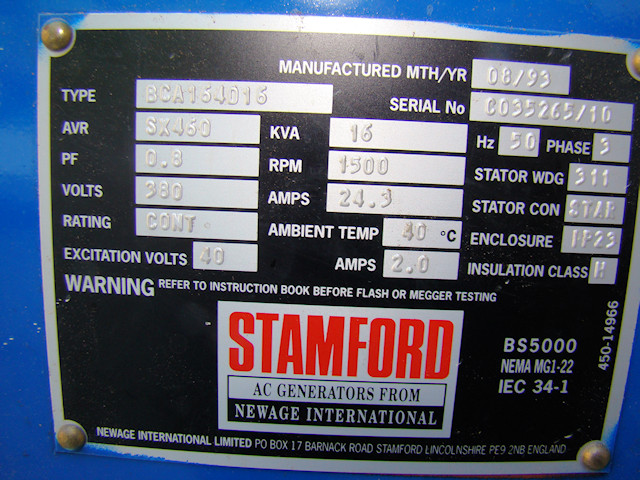 MANUFACTURED MTH/YR 08/93
TYPE BCA164D16 SERIAL No C035265/10
AVR SX460 KVA 16 Hz 50 PHASE 3
PF 0.8 RPM 1500 STATOR WDG 311
VOLTS 380 AMPS 24.3 STATOR CON STAR
RATING CONT. AMBIENT TEMP 40 °C ENCLOSURE IP23
EXCITATION VOLTS 40 AMPS 2.0 INSULATION CLASS H
WARNING REFER TO INSTRUCTION BOOK BEFORE FLASH OR MEGGER TESTING
STAMFORD
AC GENERATORS FROM
NEWAGE INTERNATIONAL
BS5000
NEMA MG1-22
IEC 34-1
450-14966
NEWAGE INTERNATIONAL LIMITED PO BOX 17 BARNACK ROAD STAMFORD LINCOLNSHIRE PE9 2NB ENGLAND